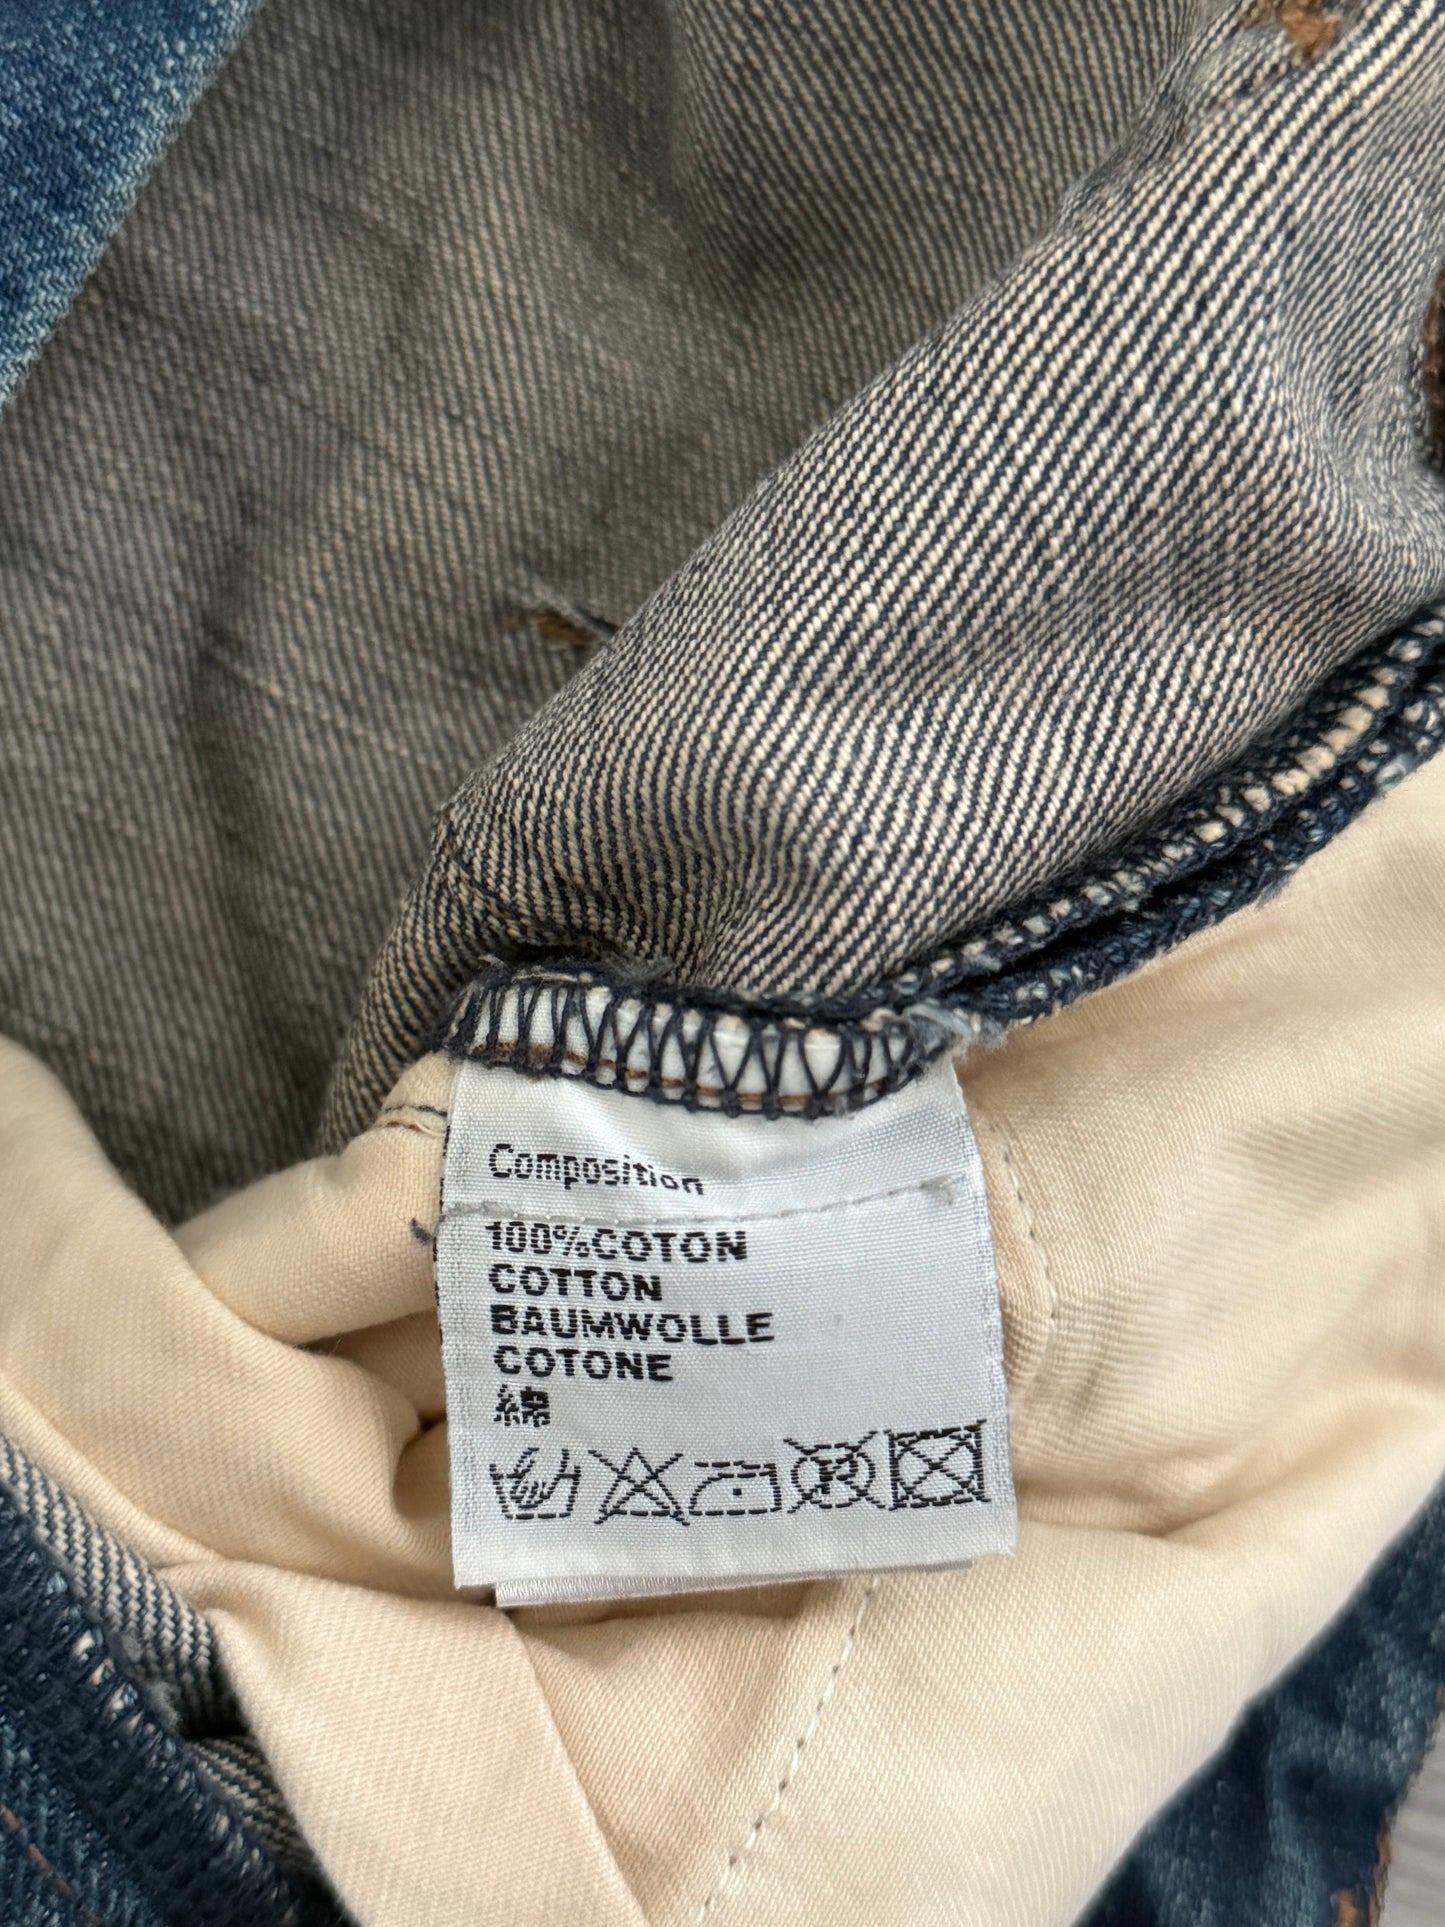 Composition
100%COTON
COTTON
BAUMWOLLE
COTONE
綿
P